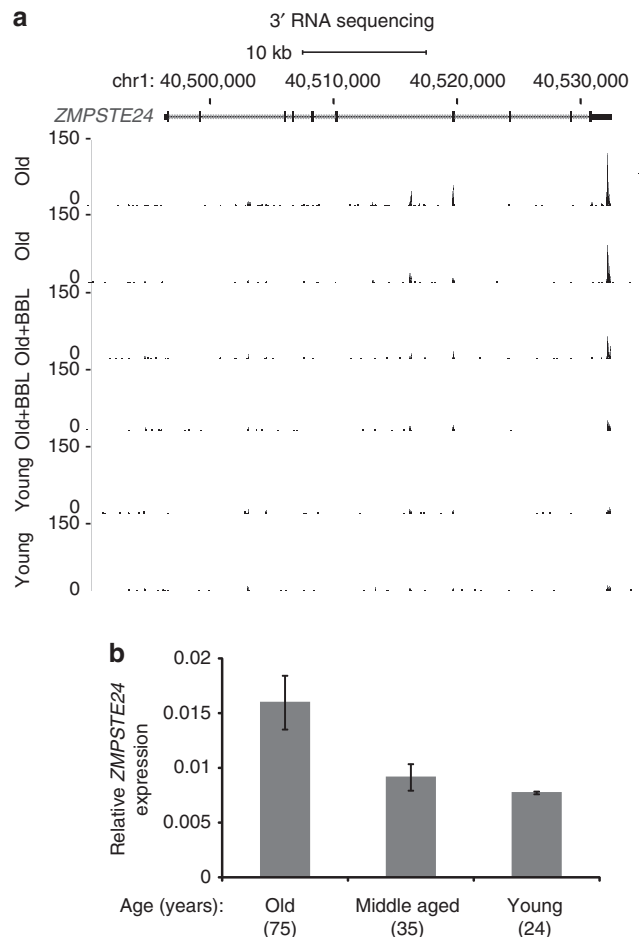 a
3′ RNA sequencing
10 kb
chr1: 40,500,000 40,510,000 40,520,000 40,530,000
ZMPSTE24
Old
150
0
Old
150
0
Old+BBL
150
0
Old+BBL
150
0
Young
150
0
Young
150
0
b
Relative ZMPSTE24
expression
0.02
0.015
0.01
0.005
0
Age (years): Old Middle aged Young
(75) (35) (24)